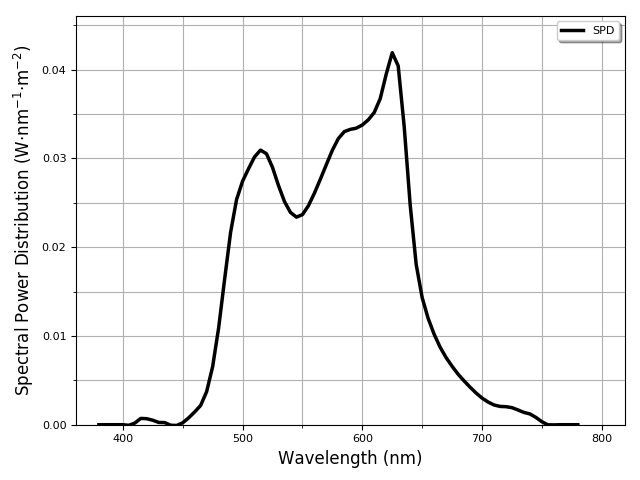 SPD
0.04
0.03
0.02
0.01
0.00
Spectral Power Distribution (W·nm⁻¹·m⁻²)
400 500 600 700 800
Wavelength (nm)